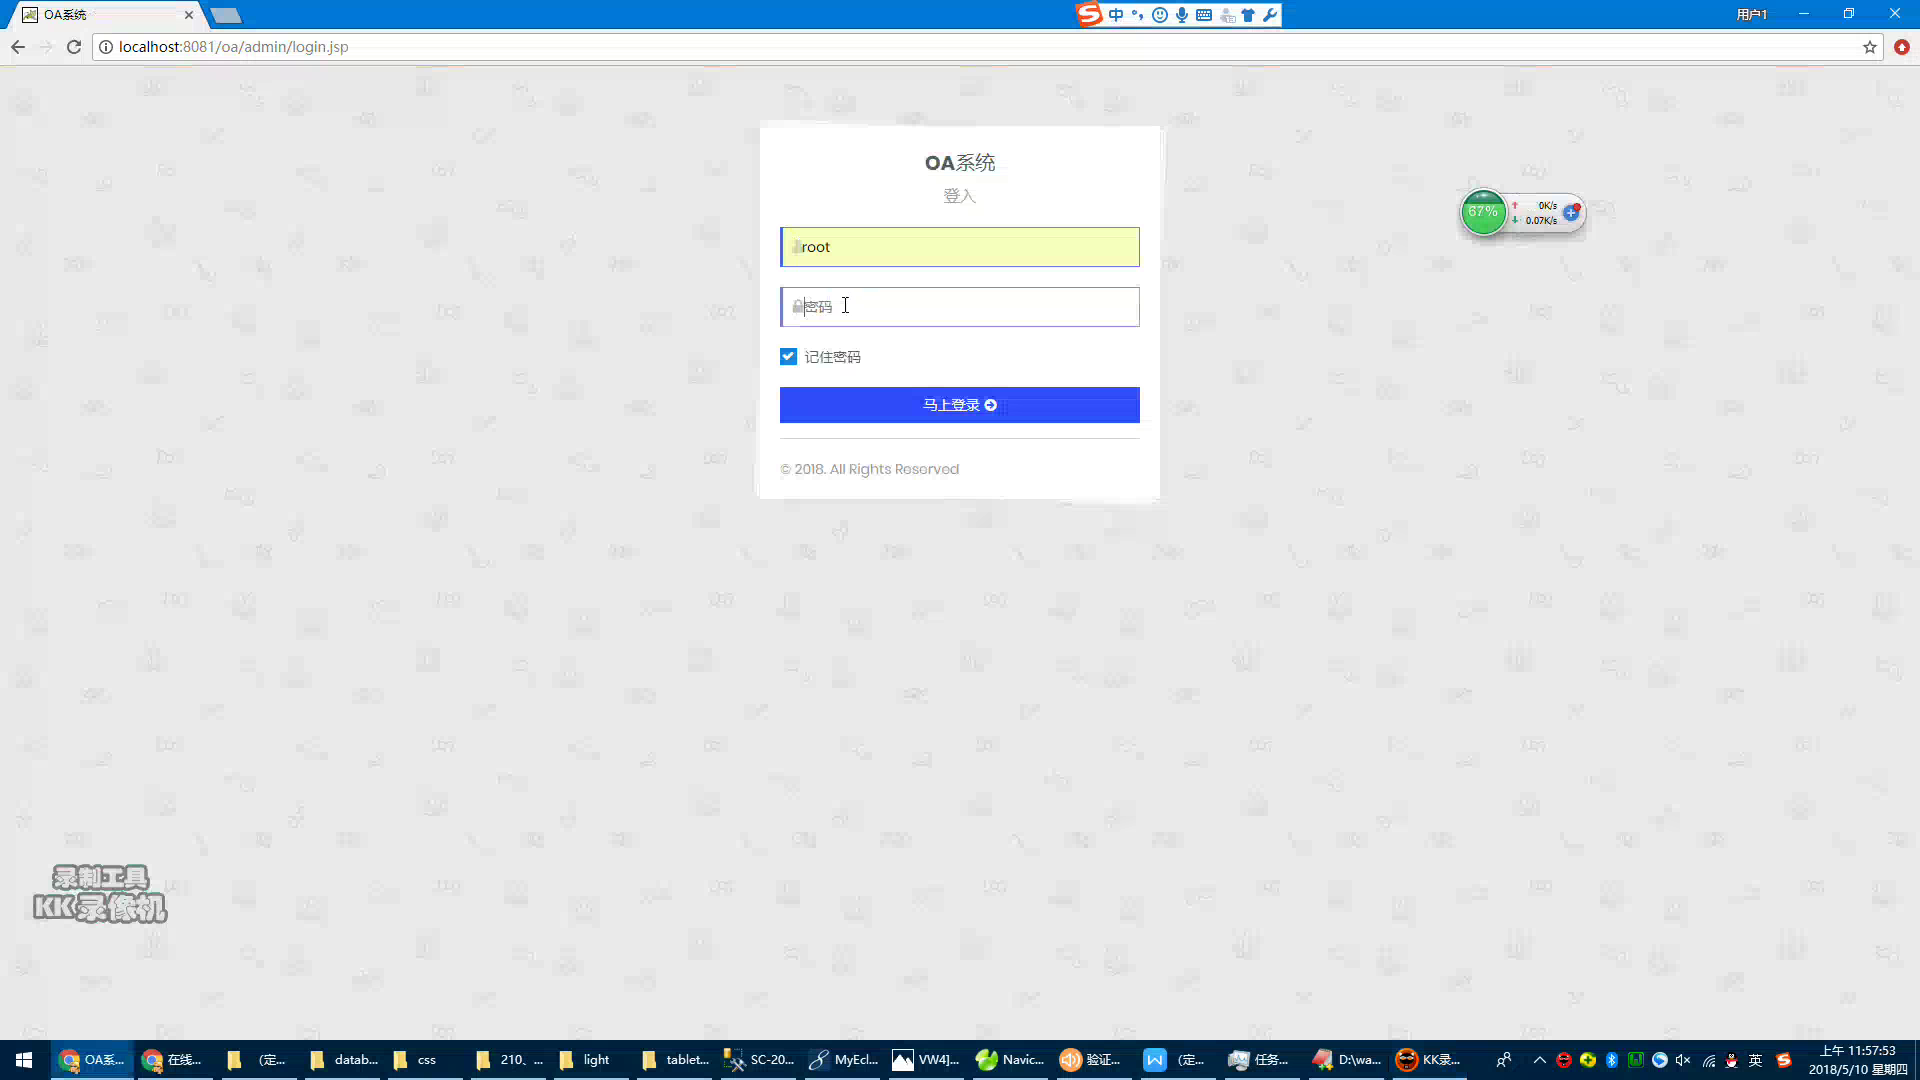 OA系统
中
用户1
localhost:8081/oa/admin/login.jsp
OA系统
登入
root
密码
记住密码
马上登录
© 2018. All Rights Reserved
67%
0K/s
0.07K/s
录制工具
KK录像机
OA系...
在线...
(定...
datab...
css
210、...
light
tablet...
SC-20...
MyEcl...
VW4]...
Navic...
验证...
(定...
任务...
D:\wa...
KK录...
英
上午 11:57:53
2018/5/10 星期四